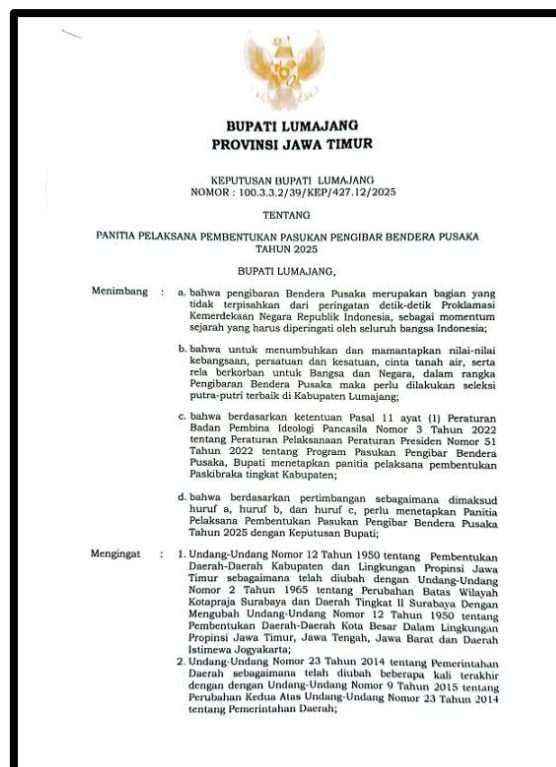 BUPATI LUMAJANG
PROVINSI JAWA TIMUR
KEPUTUSAN BUPATI LUMAJANG
NOMOR : 100.3.3.2/39/KEP/427.12/2025
TENTANG
PANITIA PELAKSANA PEMBENTUKAN PASUKAN PENGIBAR BENDERA PUSAKA
TAHUN 2025
BUPATI LUMAJANG,
Menimbang : a. bahwa pengibaran Bendera Pusaka merupakan bagian yang
tidak terpisahkan dari peringatan detik-detik Proklamasi
Kemerdekaan Negara Republik Indonesia, sebagai momentum
sejarah yang harus diperingati oleh seluruh bangsa Indonesia;
b. bahwa untuk menumbuhkan dan mamantapkan nilai-nilai
kebangsaan, persatuan dan kesatuan, cinta tanah air, serta
rela berkorban untuk Bangsa dan Negara, dalam rangka
Pengibaran Bendera Pusaka maka perlu dilakukan seleksi
putra-putri terbaik di Kabupaten Lumajang;
c. bahwa berdasarkan ketentuan Pasal 11 ayat (1) Peraturan
Badan Pembina Ideologi Pancasila Nomor 3 Tahun 2022
tentang Peraturan Pelaksanaan Peraturan Presiden Nomor 51
Tahun 2022 tentang Program Pasukan Pengibar Bendera
Pusaka, Bupati menetapkan panitia pelaksana pembentukan
Paskibraka tingkat Kabupaten;
d. bahwa berdasarkan pertimbangan sebagaimana dimaksud
huruf a, huruf b, dan huruf c, perlu menetapkan Panitia
Pelaksana Pembentukan Pasukan Pengibar Bendera Pusaka
Tahun 2025 dengan Keputusan Bupati;
Mengingat : 1. Undang-Undang Nomor 12 Tahun 1950 tentang Pembentukan
Daerah-Daerah Kabupaten di Lingkungan Propinsi Jawa
Timur sebagaimana telah diubah dengan Undang-Undang
Nomor 2 Tahun 1965 tentang Perubahan Batas Wilayah
Kotapraja Surabaya dan Daerah Tingkat II Surabaya Dengan
Mengubah Undang-Undang Nomor 12 Tahun 1950 tentang
Pembentukan Daerah-Daerah Kota Besar Dalam Lingkungan
Propinsi Jawa Timur, Jawa Tengah, Jawa Barat dan Daerah
Istimewa Jogyakarta;
2. Undang-Undang Nomor 23 Tahun 2014 tentang Pemerintahan
Daerah sebagaimana telah diubah beberapa kali terakhir
dengan dengan Undang-Undang Nomor 9 Tahun 2015 tentang
Perubahan Kedua Atas Undang-Undang Nomor 23 Tahun 2014
tentang Pemerintahan Daerah;